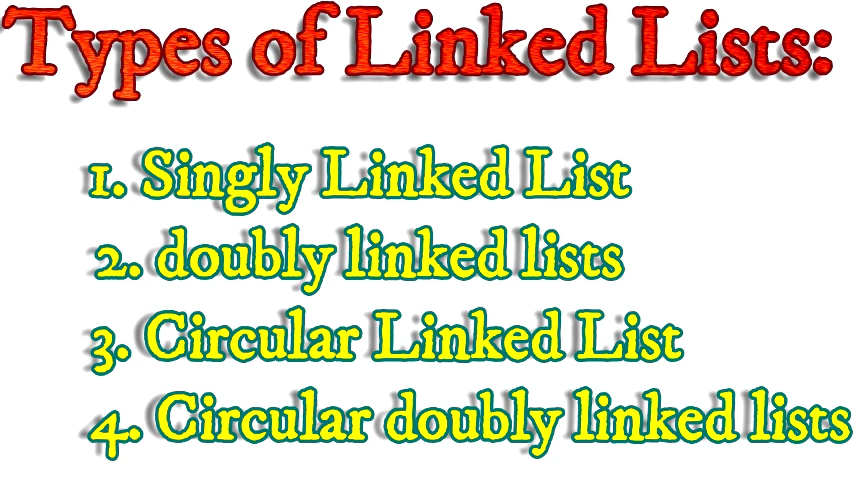 Types of Linked Lists:
1. Singly Linked List
2. doubly linked lists
3. Circular Linked List
4. Circular doubly linked lists